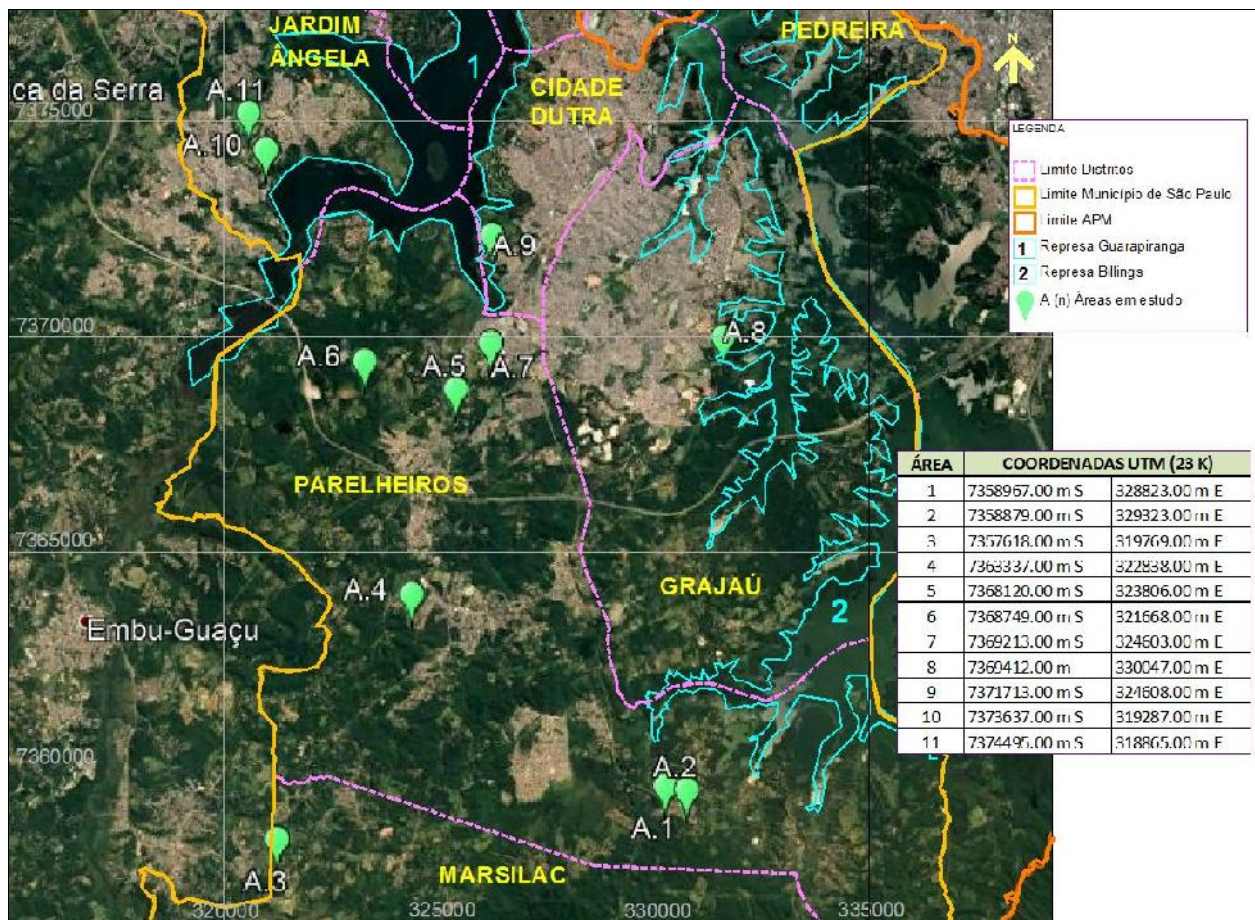 JARDIM
ÂNGELA
PEDREIRA
1
CIDADE
DUTRA
N
ca da Serra
A.11
7375000
A.10
A.9
7370000
A.6
A.5
A.7
A.8
PARELHEIROS
7365000
A.4
GRAJAÚ
2
Embu-Guaçu
7360000
A.2
A.1
A.3
MARSILAC
320000
325000
330000
335000
LEGENDA
Limite Distritos
Limite Município de São Paulo
Limite APM
1 Represa Guarapiranga
2 Represa Billings
A (n) Áreas em estudo
ÁREA COORDENADAS UTM (23 K)
1 7358967.00 m S 328823.00 m E
2 7358879.00 m S 329323.00 m E
3 7357618.00 m S 319769.00 m E
4 7363337.00 m S 322838.00 m E
5 7368120.00 m S 323806.00 m E
6 7368749.00 m S 321668.00 m E
7 7369213.00 m S 324603.00 m E
8 7369412.00 m 330047.00 m E
9 7371713.00 m S 324608.00 m E
10 7373637.00 m S 319287.00 m E
11 7374495.00 m S 318865.00 m E